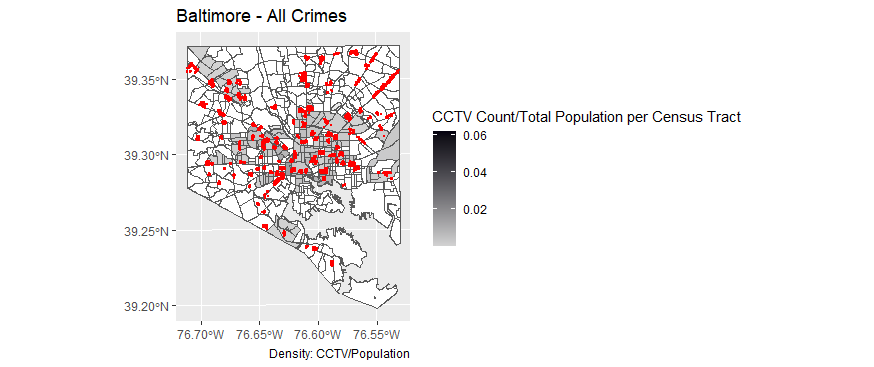 Baltimore - All Crimes
39.35°N
39.30°N
39.25°N
39.20°N
76.70°W 76.65°W 76.60°W 76.55°W
Density: CCTV/Population
CCTV Count/Total Population per Census Tract
0.06
0.04
0.02